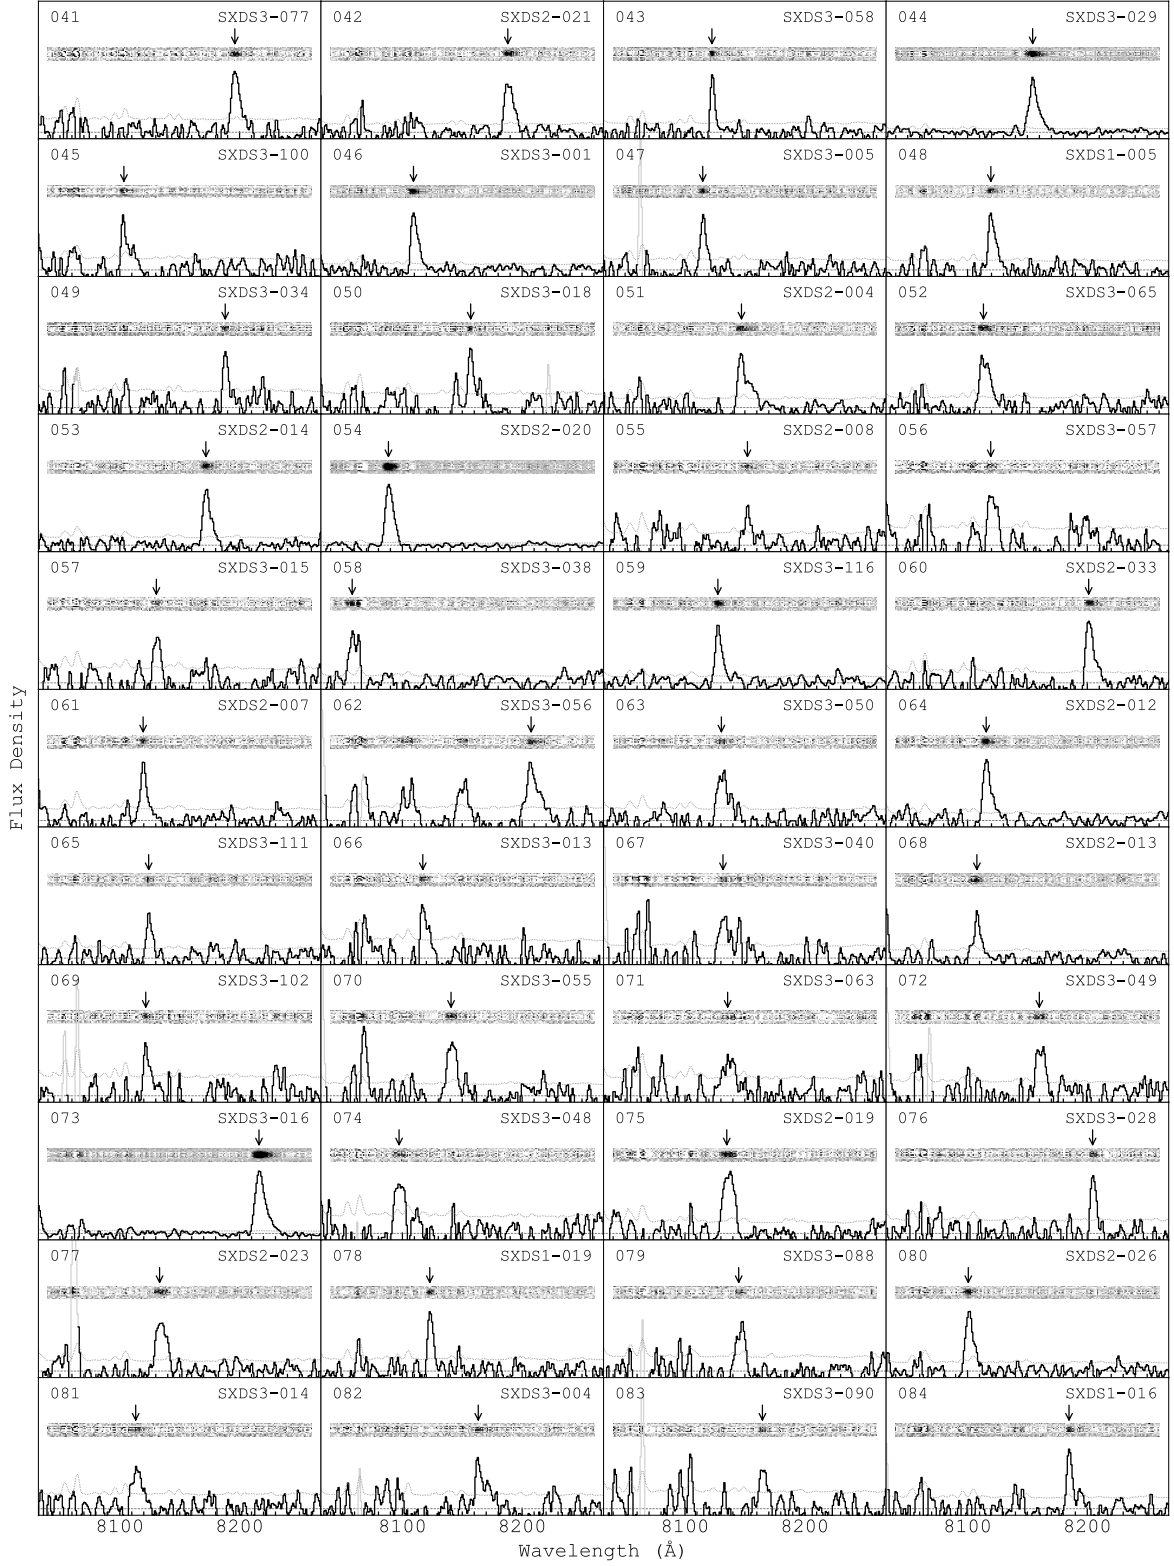 041 SXDS3-077 042 SXDS2-021 043 SXDS3-058 044 SXDS3-029
045 SXDS3-100 046 SXDS3-001 047 SXDS3-005 048 SXDS1-005
049 SXDS3-034 050 SXDS3-018 051 SXDS2-004 052 SXDS3-065
053 SXDS2-014 054 SXDS2-020 055 SXDS2-008 056 SXDS3-057
057 SXDS3-015 058 SXDS3-038 059 SXDS3-116 060 SXDS2-033
061 SXDS2-007 062 SXDS3-056 063 SXDS3-050 064 SXDS2-012
065 SXDS3-111 066 SXDS3-013 067 SXDS3-040 068 SXDS2-013
069 SXDS3-102 070 SXDS3-055 071 SXDS3-063 072 SXDS3-049
073 SXDS3-016 074 SXDS3-048 075 SXDS2-019 076 SXDS3-028
077 SXDS2-023 078 SXDS1-019 079 SXDS3-088 080 SXDS2-026
081 SXDS3-014 082 SXDS3-004 083 SXDS3-090 084 SXDS1-016
8100 8200 8100 8200 8100 8200 8100 8200
Wavelength (Å)
Flux Density